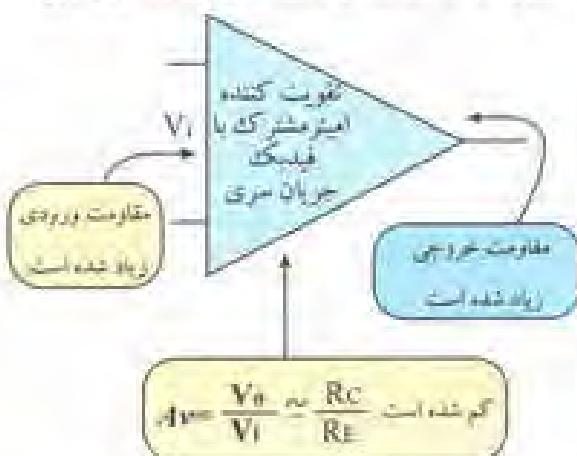 تقویت کننده
امیتر مشترک با
فیدبک
جریان سری
Vi
مقاومت ورودی
زیاد شده است
مقاومت خروجی
زیاد شده است
Av= Vo/Vi ≃ RC/RE کم شده است